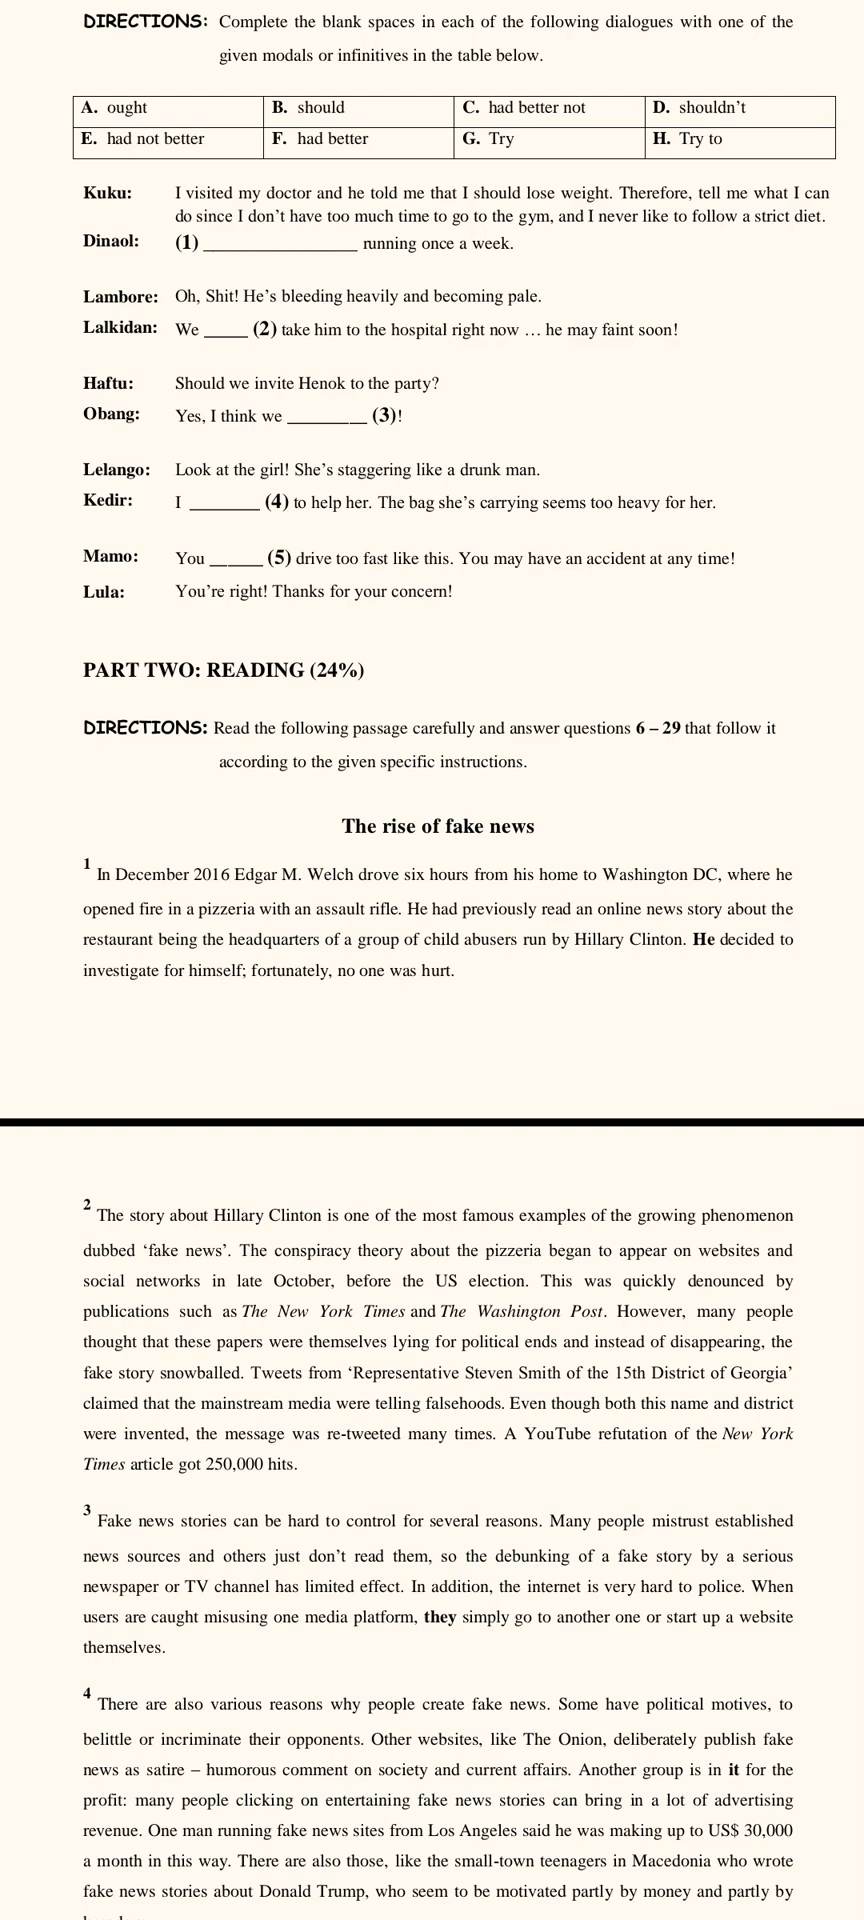 DIRECTIONS: Complete the blank spaces in each of the following dialogues with one of the
given modals or infinitives in the table below.
A. ought B. should C. had better not D. shouldn't
E. had not better F. had better G. Try H. Try to
Kuku: I visited my doctor and he told me that I should lose weight. Therefore, tell me what I can
do since I don't have too much time to go to the gym, and I never like to follow a strict diet.
Dinaol: (1) _________________ running once a week.
Lambore: Oh, Shit! He's bleeding heavily and becoming pale.
Lalkidan: We _____ (2) take him to the hospital right now … he may faint soon!
Haftu: Should we invite Henok to the party?
Obang: Yes, I think we _________ (3)!
Lelango: Look at the girl! She's staggering like a drunk man.
Kedir: I ________ (4) to help her. The bag she's carrying seems too heavy for her.
Mamo: You ______ (5) drive too fast like this. You may have an accident at any time!
Lula: You're right! Thanks for your concern!
PART TWO: READING (24%)
DIRECTIONS: Read the following passage carefully and answer questions 6 – 29 that follow it
according to the given specific instructions.
The rise of fake news
1 In December 2016 Edgar M. Welch drove six hours from his home to Washington DC, where he
opened fire in a pizzeria with an assault rifle. He had previously read an online news story about the
restaurant being the headquarters of a group of child abusers run by Hillary Clinton. He decided to
investigate for himself; fortunately, no one was hurt.
2 The story about Hillary Clinton is one of the most famous examples of the growing phenomenon
dubbed 'fake news'. The conspiracy theory about the pizzeria began to appear on websites and
social networks in late October, before the US election. This was quickly denounced by
publications such as The New York Times and The Washington Post. However, many people
thought that these papers were themselves lying for political ends and instead of disappearing, the
fake story snowballed. Tweets from 'Representative Steven Smith of the 15th District of Georgia'
claimed that the mainstream media were telling falsehoods. Even though both this name and district
were invented, the message was re-tweeted many times. A YouTube refutation of the New York
Times article got 250,000 hits.
3 Fake news stories can be hard to control for several reasons. Many people mistrust established
news sources and others just don't read them, so the debunking of a fake story by a serious
newspaper or TV channel has limited effect. In addition, the internet is very hard to police. When
users are caught misusing one media platform, they simply go to another one or start up a website
themselves.
4 There are also various reasons why people create fake news. Some have political motives, to
belittle or incriminate their opponents. Other websites, like The Onion, deliberately publish fake
news as satire – humorous comment on society and current affairs. Another group is in it for the
profit: many people clicking on entertaining fake news stories can bring in a lot of advertising
revenue. One man running fake news sites from Los Angeles said he was making up to US$ 30,000
a month in this way. There are also those, like the small-town teenagers in Macedonia who wrote
fake news stories about Donald Trump, who seem to be motivated partly by money and partly by